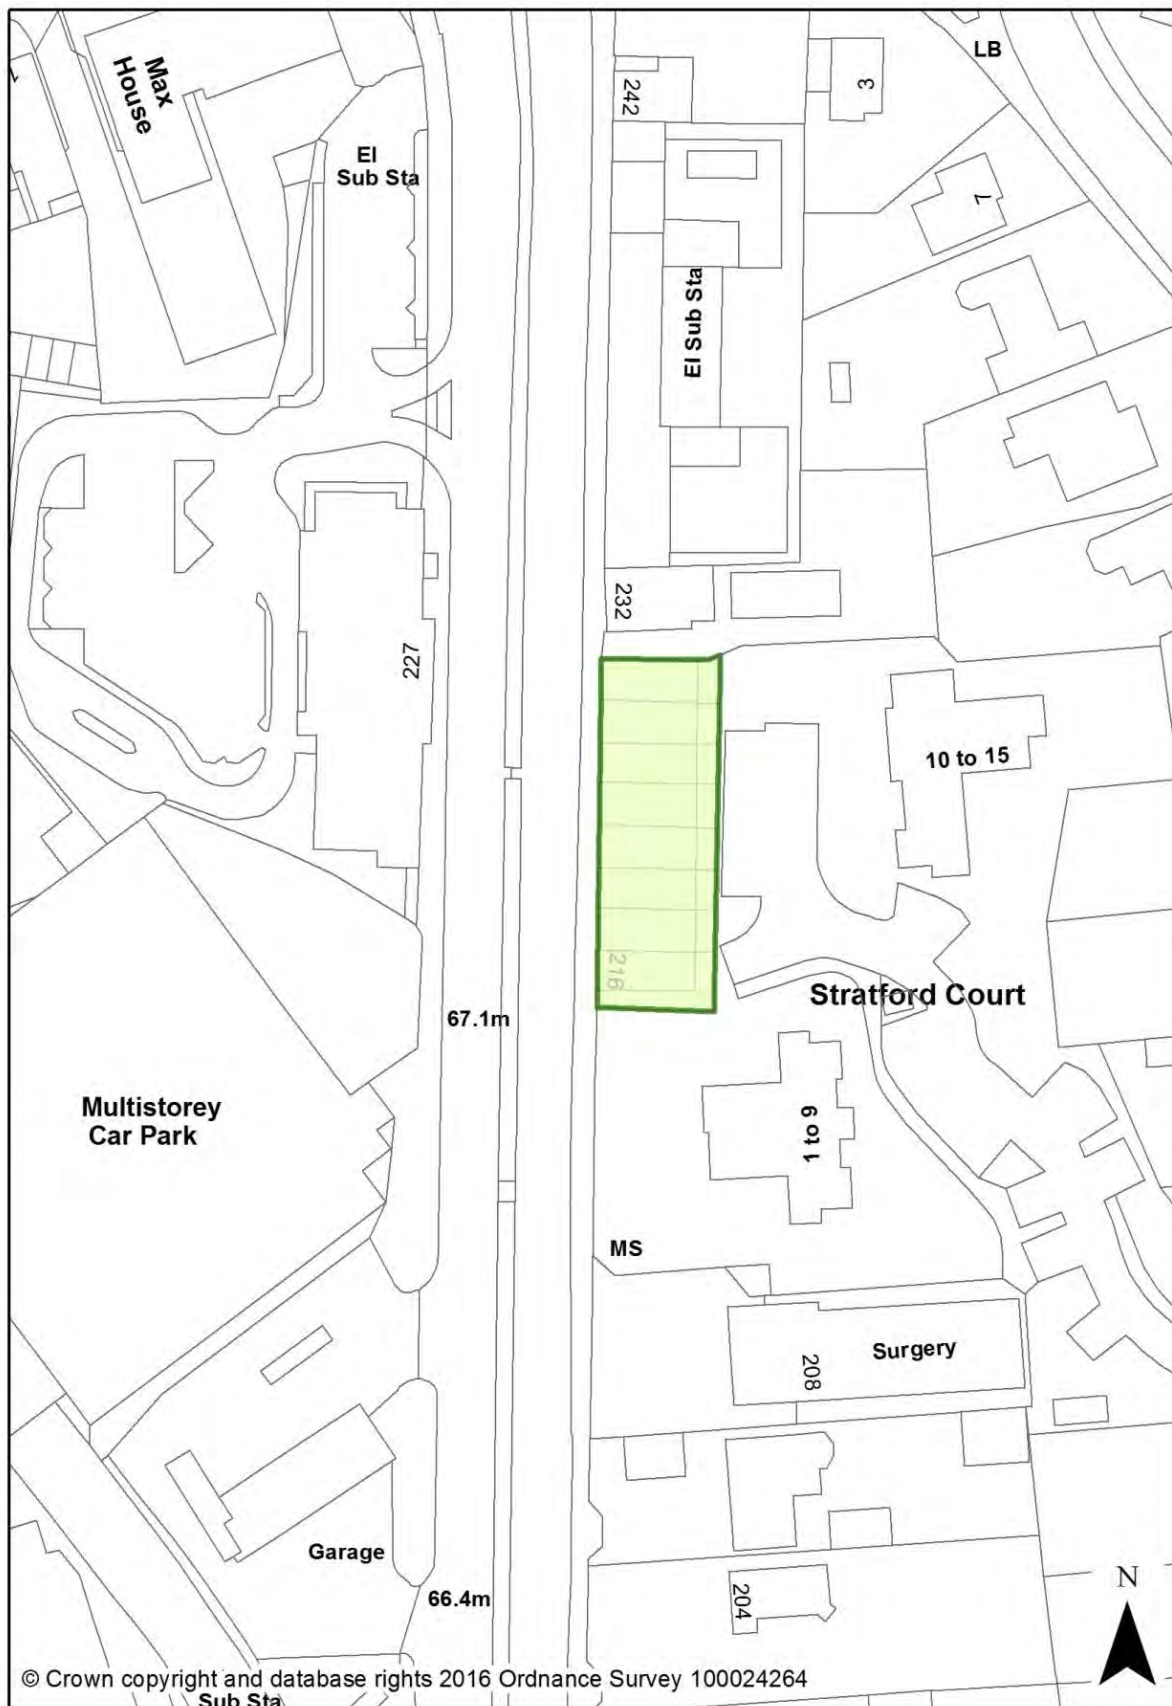 Max
House
El
Sub Sta
242
3
LB
7
El Sub Sta
232
227
10 to 15
216
Stratford Court
67.1m
Multistorey
Car Park
1 to 9
MS
Surgery
208
Garage
66.4m
204
N
© Crown copyright and database rights 2016 Ordnance Survey 100024264
Sub Sta